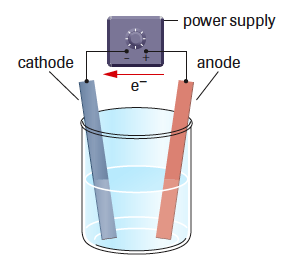 power supply
cathode
anode
- +
e⁻